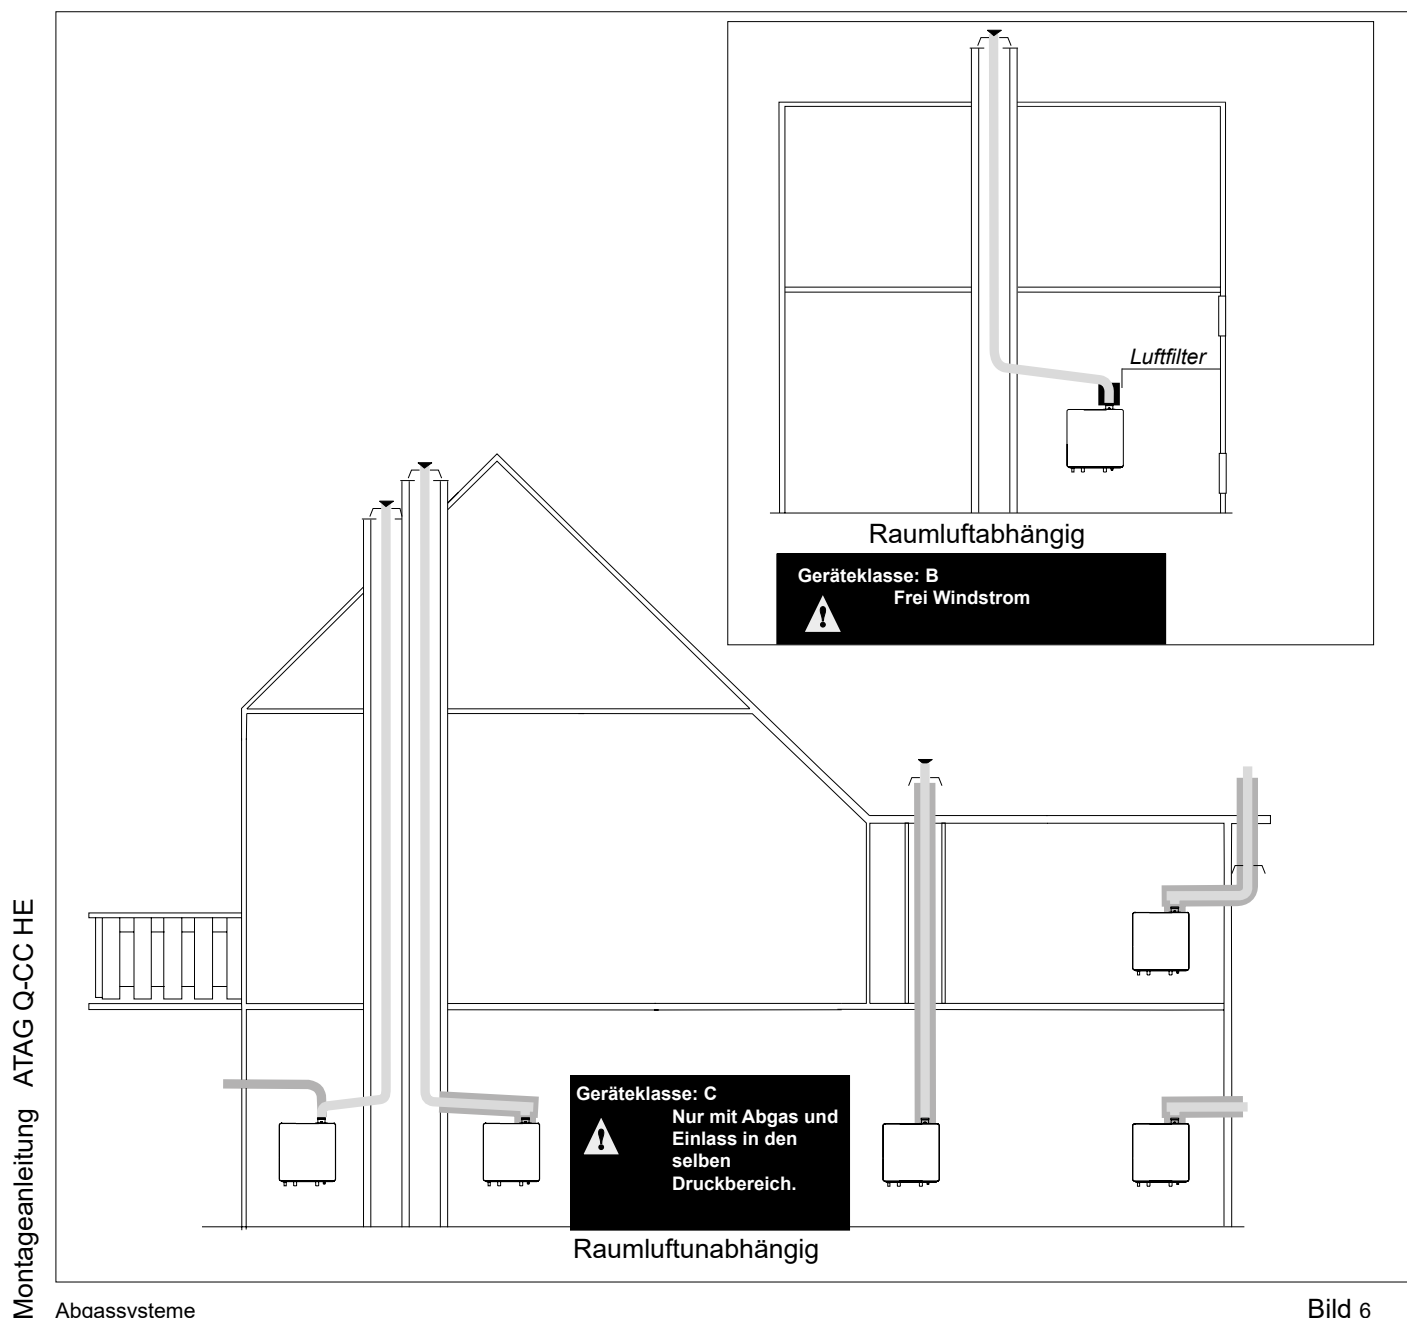 Luftfilter
Raumluftabhängig
Geräteklasse: B
Frei Windstrom
Geräteklasse: C
Nur mit Abgas und
Einlass in den
selben
Druckbereich.
Raumluftunabhängig
Montageanleitung ATAG Q-CC HE
Abgassysteme
Bild 6